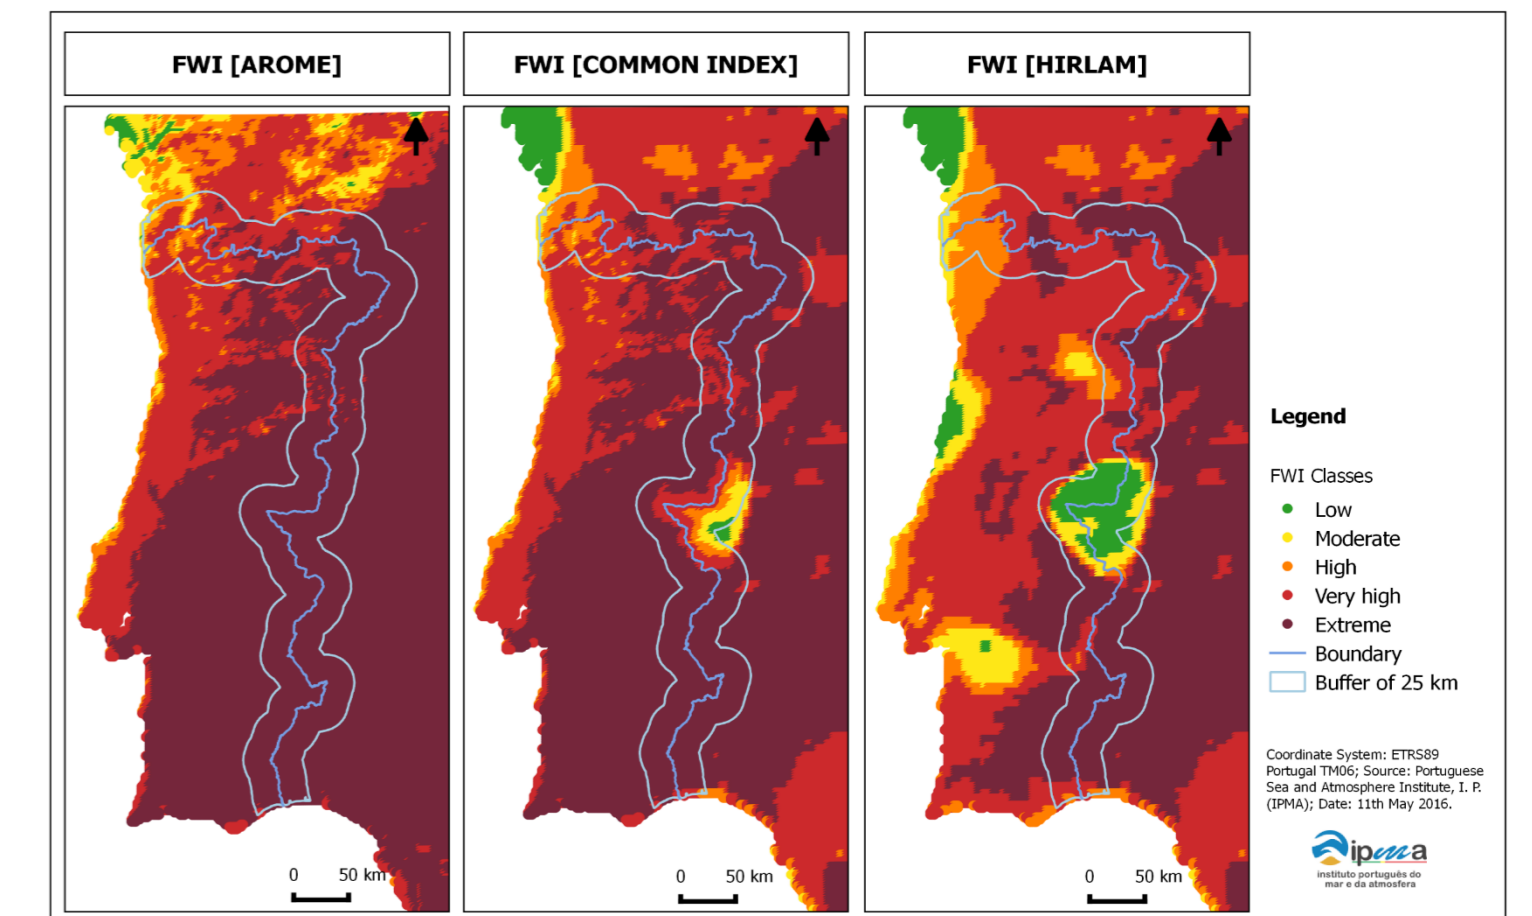 FWI [AROME]
FWI [COMMON INDEX]
FWI [HIRLAM]
0 50 km
0 50 km
0 50 km
Legend
FWI Classes
Low
Moderate
High
Very high
Extreme
Boundary
Buffer of 25 km
Coordinate System: ETRS89
Portugal TM06; Source: Portuguese
Sea and Atmosphere Institute, I. P.
(IPMA); Date: 11th May 2016.
ipma
instituto português do
mar e da atmosfera